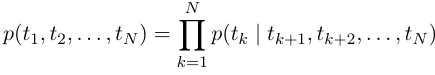 p(t_1, t_2, \ldots, t_N) = \prod_{k=1}^{N} p(t_k \mid t_{k+1}, t_{k+2}, \ldots, t_N)